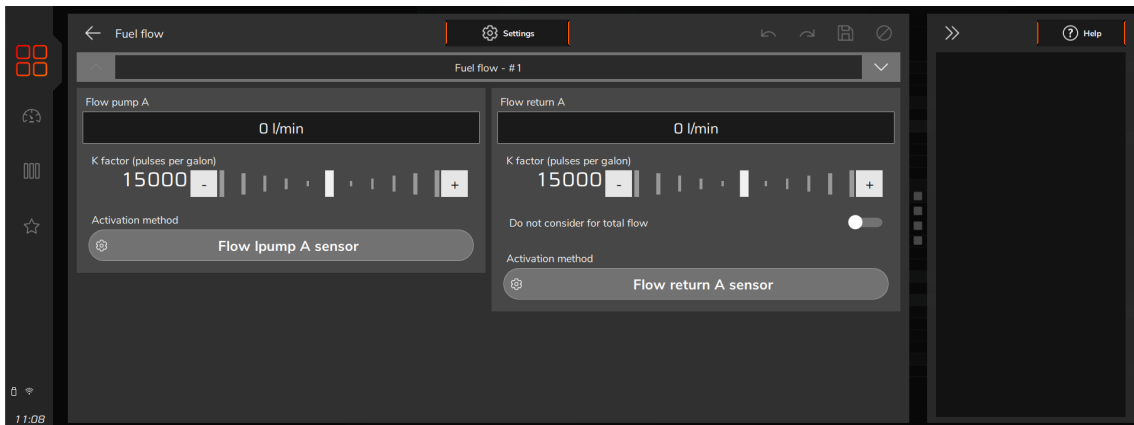 Fuel flow
Settings
Help
Fuel flow - #1
Flow pump A
0 l/min
K factor (pulses per galon)
15000
-
+
Activation method
Flow lpump A sensor
Flow return A
0 l/min
K factor (pulses per galon)
15000
-
+
Do not consider for total flow
Activation method
Flow return A sensor
11:08